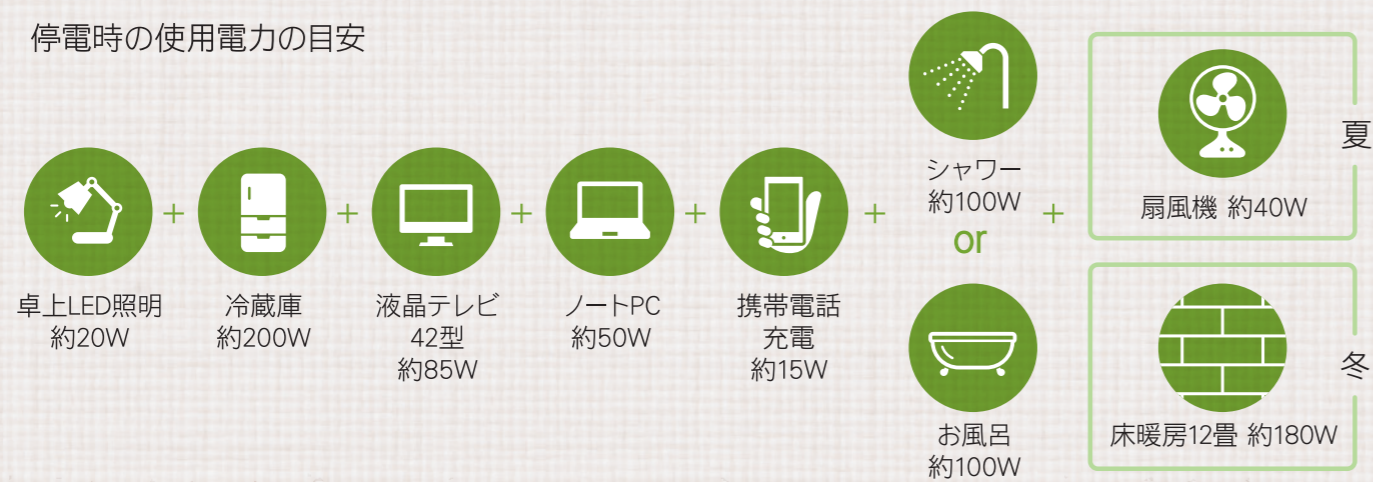 停電時の使用電力の目安
卓上LED照明
約20W
+
冷蔵庫
約200W
+
液晶テレビ
42型
約85W
+
ノートPC
約50W
+
携帯電話
充電
約15W
+
シャワー
約100W
or
お風呂
約100W
+
扇風機 約40W
夏
床暖房12畳 約180W
冬